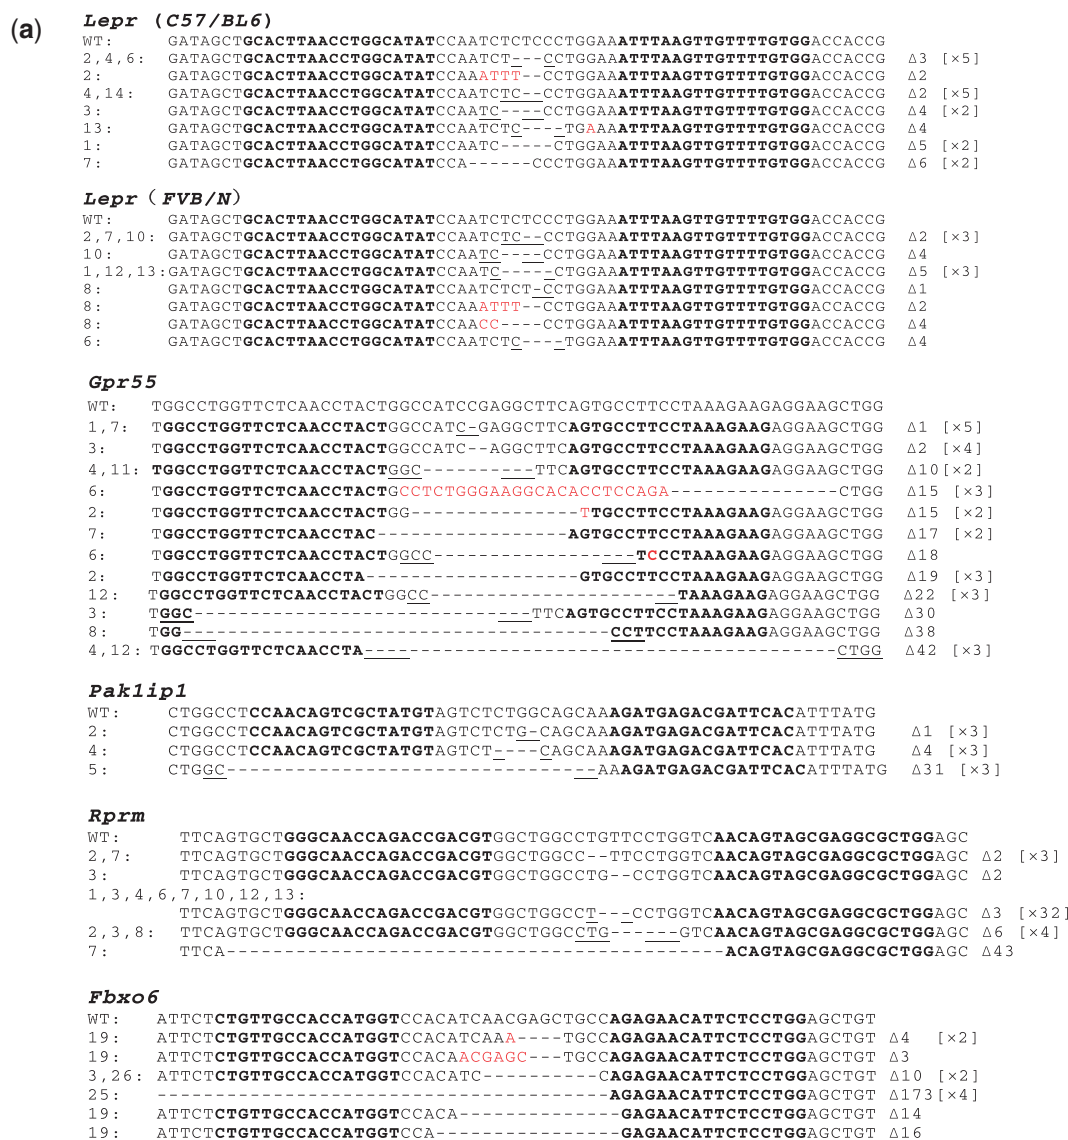 (a)
Lepr (C57/BL6)
WT: GATAGCTGCACTTAACCTGGCATATCCAATCTCTCCCTGGAAATTTAAGTTGTTTTGTGGACCACCG
2,4,6: GATAGCTGCACTTAACCTGGCATATCCAATCT---CCTGGAAATTTAAGTTGTTTTGTGGACCACCG Δ3 [×5]
2: GATAGCTGCACTTAACCTGGCATATCCAAATTT--CCTGGAAATTTAAGTTGTTTTGTGGACCACCG Δ2
4,14: GATAGCTGCACTTAACCTGGCATATCCAATCTC--CCTGGAAATTTAAGTTGTTTTGTGGACCACCG Δ2 [×5]
3: GATAGCTGCACTTAACCTGGCATATCCAATC----CCTGGAAATTTAAGTTGTTTTGTGGACCACCG Δ4 [×2]
13: GATAGCTGCACTTAACCTGGCATATCCAATCTC----TGAAAATTTAAGTTGTTTTGTGGACCACCG Δ4
1: GATAGCTGCACTTAACCTGGCATATCCAATC-----CTGGAAATTTAAGTTGTTTTGTGGACCACCG Δ5 [×2]
7: GATAGCTGCACTTAACCTGGCATATCCA------CCCTGGAAATTTAAGTTGTTTTGTGGACCACCG Δ6 [×2]
Lepr (FVB/N)
WT: GATAGCTGCACTTAACCTGGCATATCCAATCTCTCCCTGGAAATTTAAGTTGTTTTGTGGACCACCG
2,7,10: GATAGCTGCACTTAACCTGGCATATCCAATCTC--CCTGGAAATTTAAGTTGTTTTGTGGACCACCG Δ2 [×3]
10: GATAGCTGCACTTAACCTGGCATATCCAATC----CCTGGAAATTTAAGTTGTTTTGTGGACCACCG Δ4
1,12,13: GATAGCTGCACTTAACCTGGCATATCCAATC-----CTGGAAATTTAAGTTGTTTTGTGGACCACCG Δ5 [×3]
8: GATAGCTGCACTTAACCTGGCATATCCAATCTCT-CCTGGAAATTTAAGTTGTTTTGTGGACCACCG Δ1
8: GATAGCTGCACTTAACCTGGCATATCCAAATTT--CCTGGAAATTTAAGTTGTTTTGTGGACCACCG Δ2
8: GATAGCTGCACTTAACCTGGCATATCCAACC----CCTGGAAATTTAAGTTGTTTTGTGGACCACCG Δ4
6: GATAGCTGCACTTAACCTGGCATATCCAATCTC----TGGAAATTTAAGTTGTTTTGTGGACCACCG Δ4
Gpr55
WT: TGGCCTGGTTCTCAACCTACTGGCCATCCGAGGCTTCAGTGCCTTCCTAAAGAAGAGGAAGCTGG
1,7: TGGCCTGGTTCTCAACCTACTGGCCATC-GAGGCTTCAGTGCCTTCCTAAAGAAGAGGAAGCTGG Δ1 [×5]
3: TGGCCTGGTTCTCAACCTACTGGCCATC--AGGCTTCAGTGCCTTCCTAAAGAAGAGGAAGCTGG Δ2 [×4]
4,11: TGGCCTGGTTCTCAACCTACTGGC----------TTCAGTGCCTTCCTAAAGAAGAGGAAGCTGG Δ10[×2]
6: TGGCCTGGTTCTCAACCTACTGCCTCTGGGAAGGCACACCTCCAGA---------------CTGG Δ15 [×3]
2: TGGCCTGGTTCTCAACCTACTGG---------------TTGCCTTCCTAAAGAAGAGGAAGCTGG Δ15 [×2]
7: TGGCCTGGTTCTCAACCTAC-----------------AGTGCCTTCCTAAAGAAGAGGAAGCTGG Δ17 [×2]
6: TGGCCTGGTTCTCAACCTACTGGCC------------------TCCCTAAAGAAGAGGAAGCTGG Δ18
2: TGGCCTGGTTCTCAACCTA-------------------GTGCCTTCCTAAAGAAGAGGAAGCTGG Δ19 [×3]
12: TGGCCTGGTTCTCAACCTACTGGCC----------------------TAAAGAAGAGGAAGCTGG Δ22 [×3]
3: TGGC------------------------------TTCAGTGCCTTCCTAAAGAAGAGGAAGCTGG Δ30
8: TGG--------------------------------------CCTTCCTAAAGAAGAGGAAGCTGG Δ38
4,12: TGGCCTGGTTCTCAACCTA------------------------------------------CTGG Δ42 [×3]
Pak1ip1
WT: CTGGCCTCCAACAGTCGCTATGTAGTCTCTGGCAGCAAAGATGAGACGATTCACATTTATG
2: CTGGCCTCCAACAGTCGCTATGTAGTCTCTG-CAGCAAAGATGAGACGATTCACATTTATG Δ1 [×3]
4: CTGGCCTCCAACAGTCGCTATGTAGTCT----CAGCAAAGATGAGACGATTCACATTTATG Δ4 [×3]
5: CTGGC-------------------------------AAAGATGAGACGATTCACATTTATG Δ31 [×3]
Rprm
WT: TTCAGTGCTGGGCAACCAGACCGACGTGGCTGGCCTGTTCCTGGTCAACAGTAGCGAGGCGCTGGAGC
2,7: TTCAGTGCTGGGCAACCAGACCGACGTGGCTGGCC--TTCCTGGTCAACAGTAGCGAGGCGCTGGAGC Δ2 [×3]
3: TTCAGTGCTGGGCAACCAGACCGACGTGGCTGGCCTG--CCTGGTCAACAGTAGCGAGGCGCTGGAGC Δ2
1,3,4,6,7,10,12,13:
TTCAGTGCTGGGCAACCAGACCGACGTGGCTGGCCT---CCTGGTCAACAGTAGCGAGGCGCTGGAGC Δ3 [×32]
2,3,8: TTCAGTGCTGGGCAACCAGACCGACGTGGCTGGCCTG------GTCAACAGTAGCGAGGCGCTGGAGC Δ6 [×4]
7: TTCA-------------------------------------------ACAGTAGCGAGGCGCTGGAGC Δ43
Fbxo6
WT: ATTCTCTGTTGCCACCATGGTCCACATCAACGAGCTGCCAGAGAACATTCTCCTGGAGCTGT
19: ATTCTCTGTTGCCACCATGGTCCACATCAAA----TGCCAGAGAACATTCTCCTGGAGCTGT Δ4 [×2]
19: ATTCTCTGTTGCCACCATGGTCCACAACGAGC---TGCCAGAGAACATTCTCCTGGAGCTGT Δ3
3,26: ATTCTCTGTTGCCACCATGGTCCACATC----------CAGAGAACATTCTCCTGGAGCTGT Δ10 [×2]
25: ---------------------------------------AGAGAACATTCTCCTGGAGCTGT Δ173[×4]
19: ATTCTCTGTTGCCACCATGGTCCACA--------------GAGAACATTCTCCTGGAGCTGT Δ14
19: ATTCTCTGTTGCCACCATGGTCCA----------------GAGAACATTCTCCTGGAGCTGT Δ16